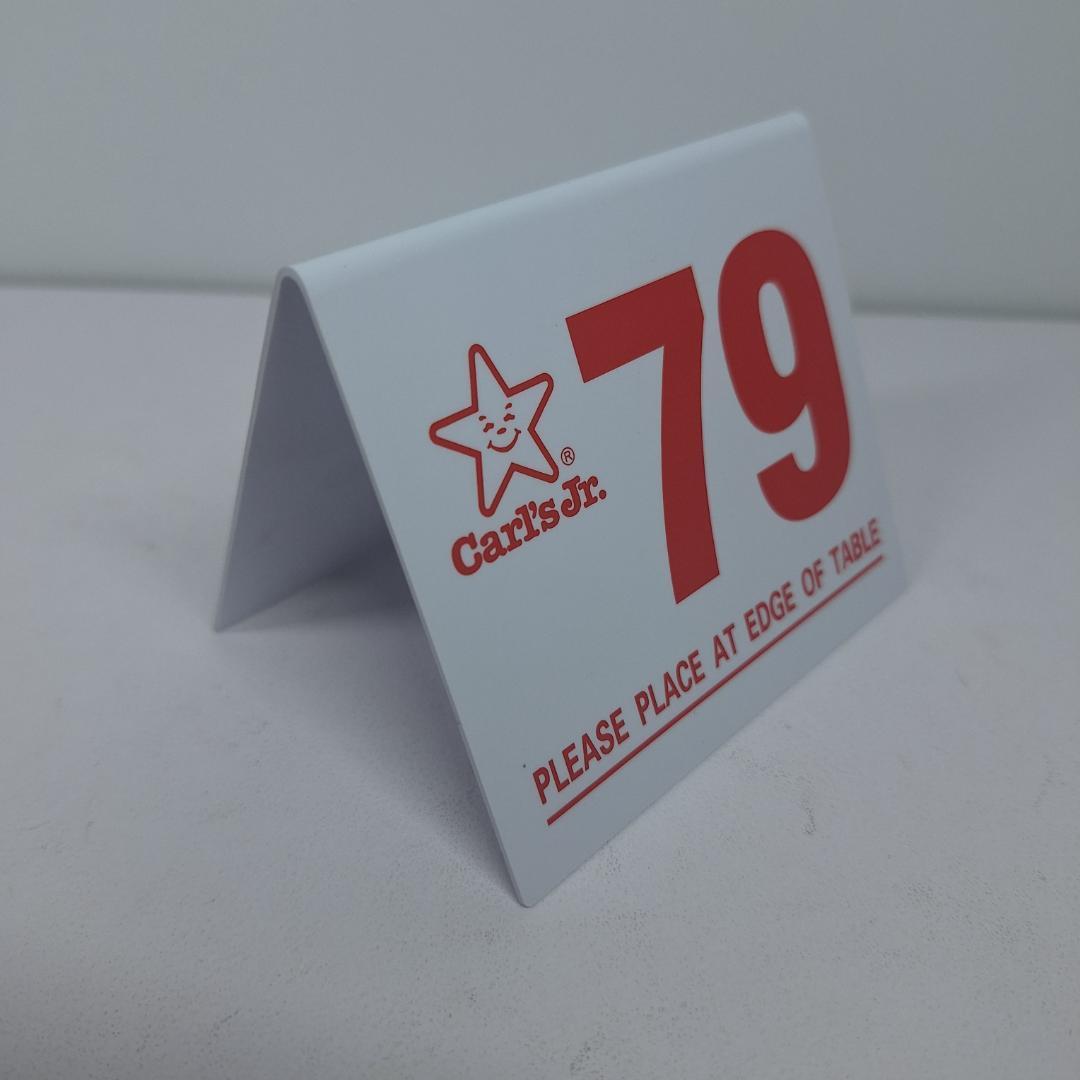 79
®
Carl's Jr.
PLEASE PLACE AT EDGE OF TABLE